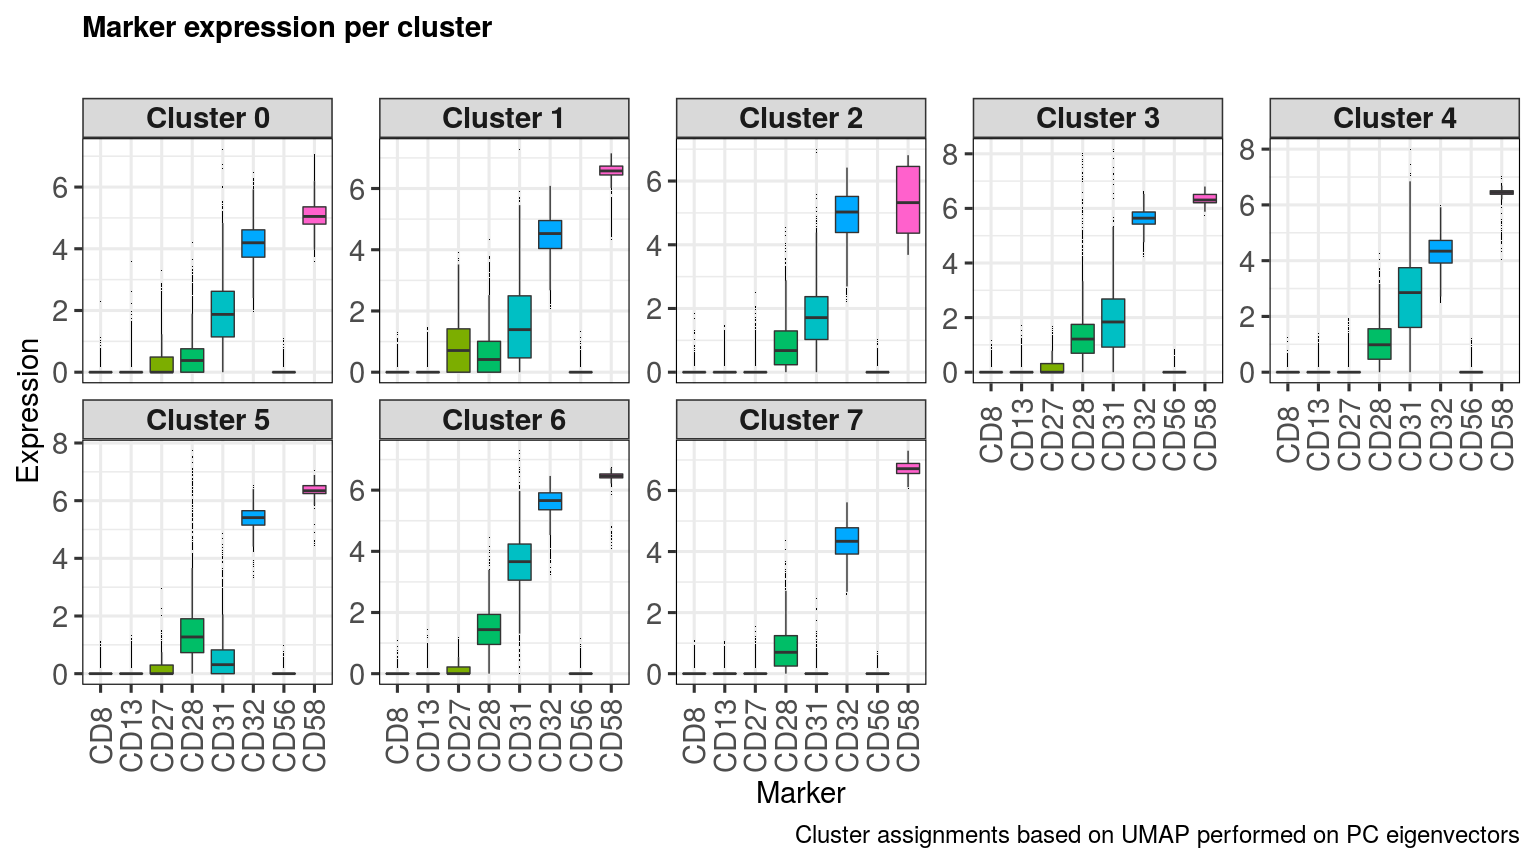 Marker expression per cluster
Cluster 0 Cluster 1 Cluster 2 Cluster 3 Cluster 4
6 4 2 0
6 4 2 0
6 4 2 0
8 6 4 2 0
8 6 4 2 0
CD8 CD13 CD27 CD28 CD31 CD32 CD56 CD58
CD8 CD13 CD27 CD28 CD31 CD32 CD56 CD58
Expression
Cluster 5 Cluster 6 Cluster 7
8 6 4 2 0
6 4 2 0
6 4 2 0
CD8 CD13 CD27 CD28 CD31 CD32 CD56 CD58
CD8 CD13 CD27 CD28 CD31 CD32 CD56 CD58
CD8 CD13 CD27 CD28 CD31 CD32 CD56 CD58
Marker
Cluster assignments based on UMAP performed on PC eigenvectors